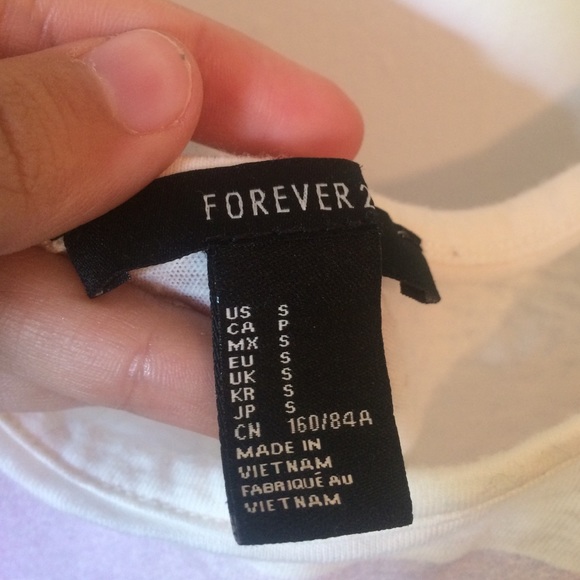 FOREVER 2
US S
CA P
MX S
EU S
UK S
KR S
JP S
CN 160/84A
MADE IN
VIETNAM
FABRIQUÉ AU
VIETNAM